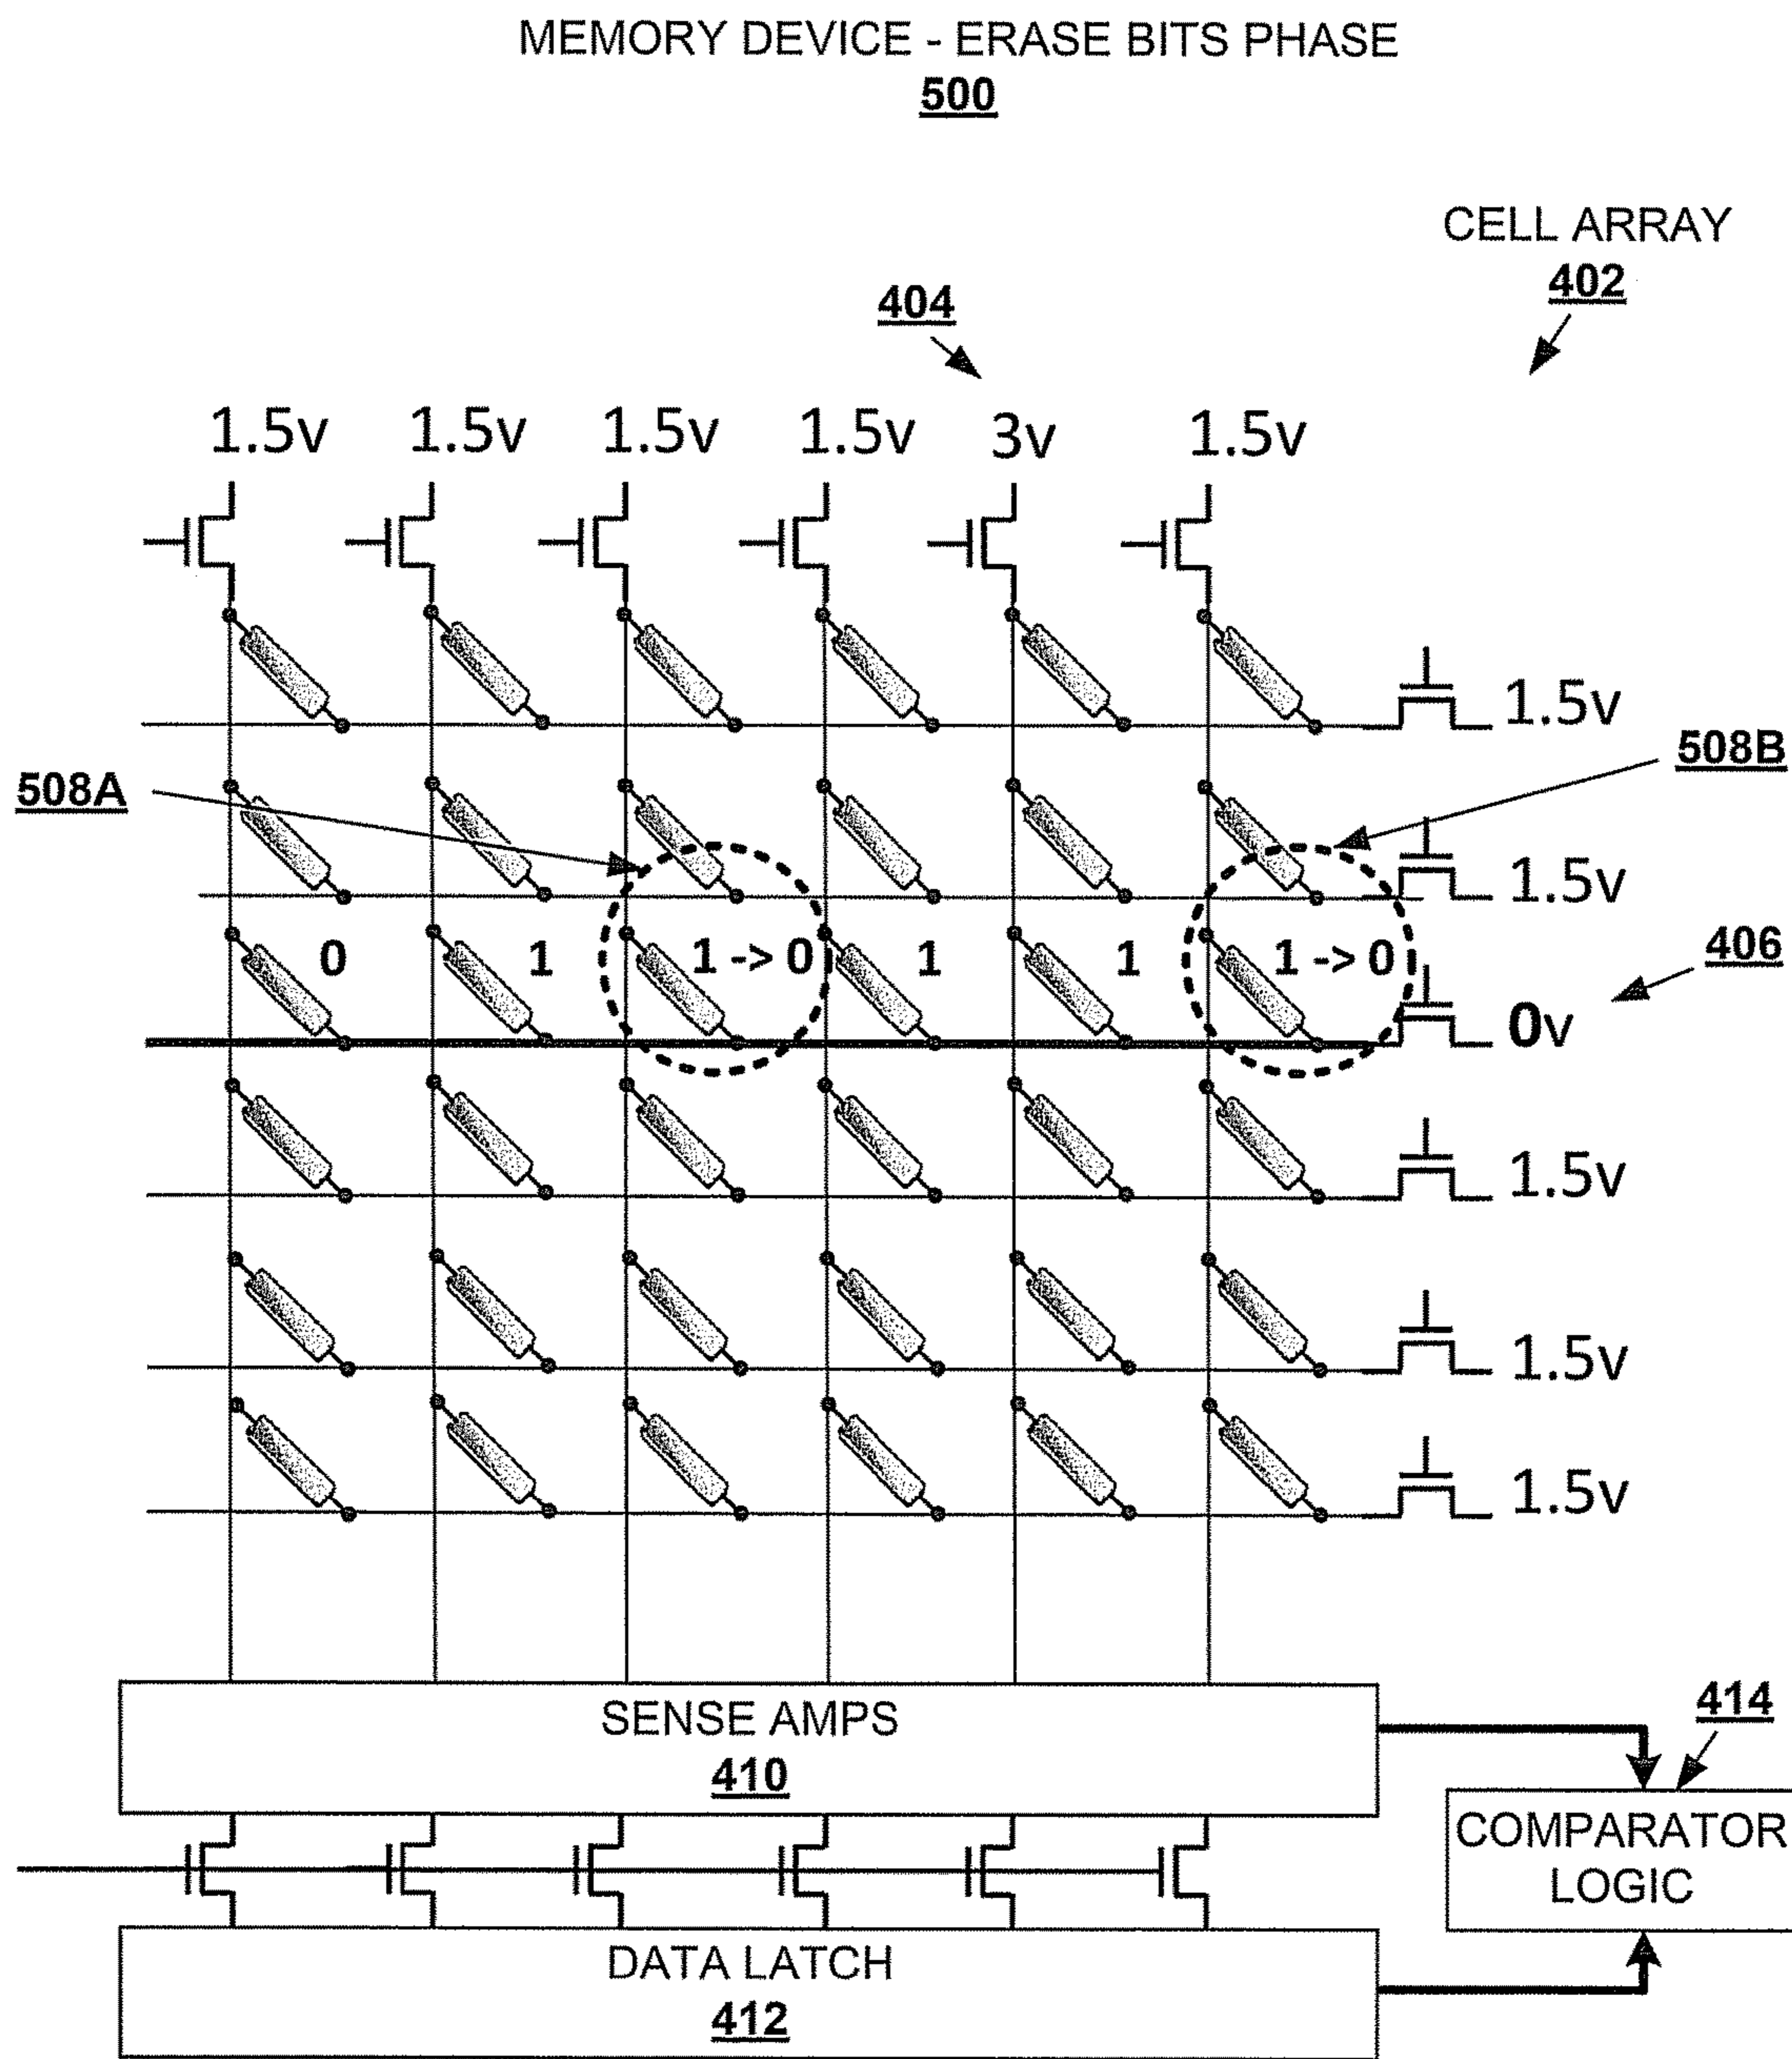 MEMORY DEVICE - ERASE BITS PHASE
500
CELL ARRAY
402
404
1.5v 1.5v 1.5v 1.5v 3v 1.5v
1.5v
508A
508B
1.5v
0 1 1 -> 0 1 1 1 -> 0
406
0v
1.5v
1.5v
1.5v
SENSE AMPS
410
414
COMPARATOR
LOGIC
DATA LATCH
412